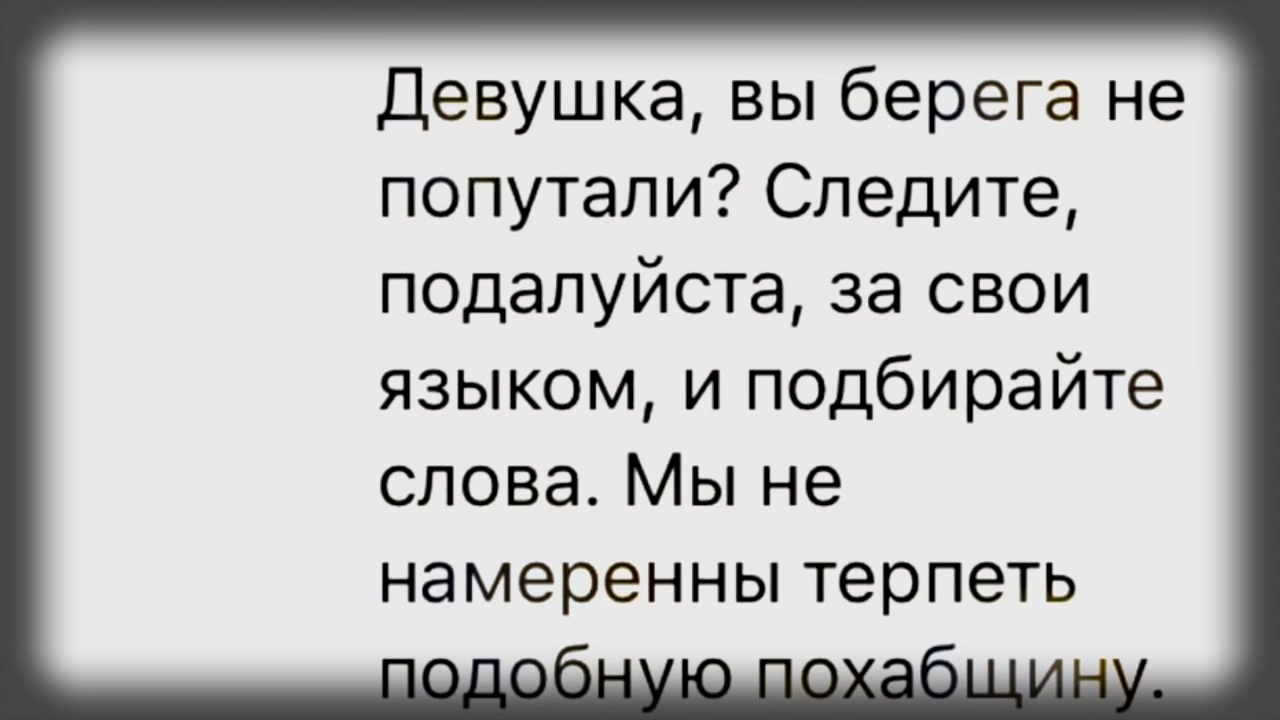 Девушка, вы берега не
попутали? Следите,
подалуйста, за свои
языком, и подбирайте
слова. Мы не
намеренны терпеть
подобную похабщину.